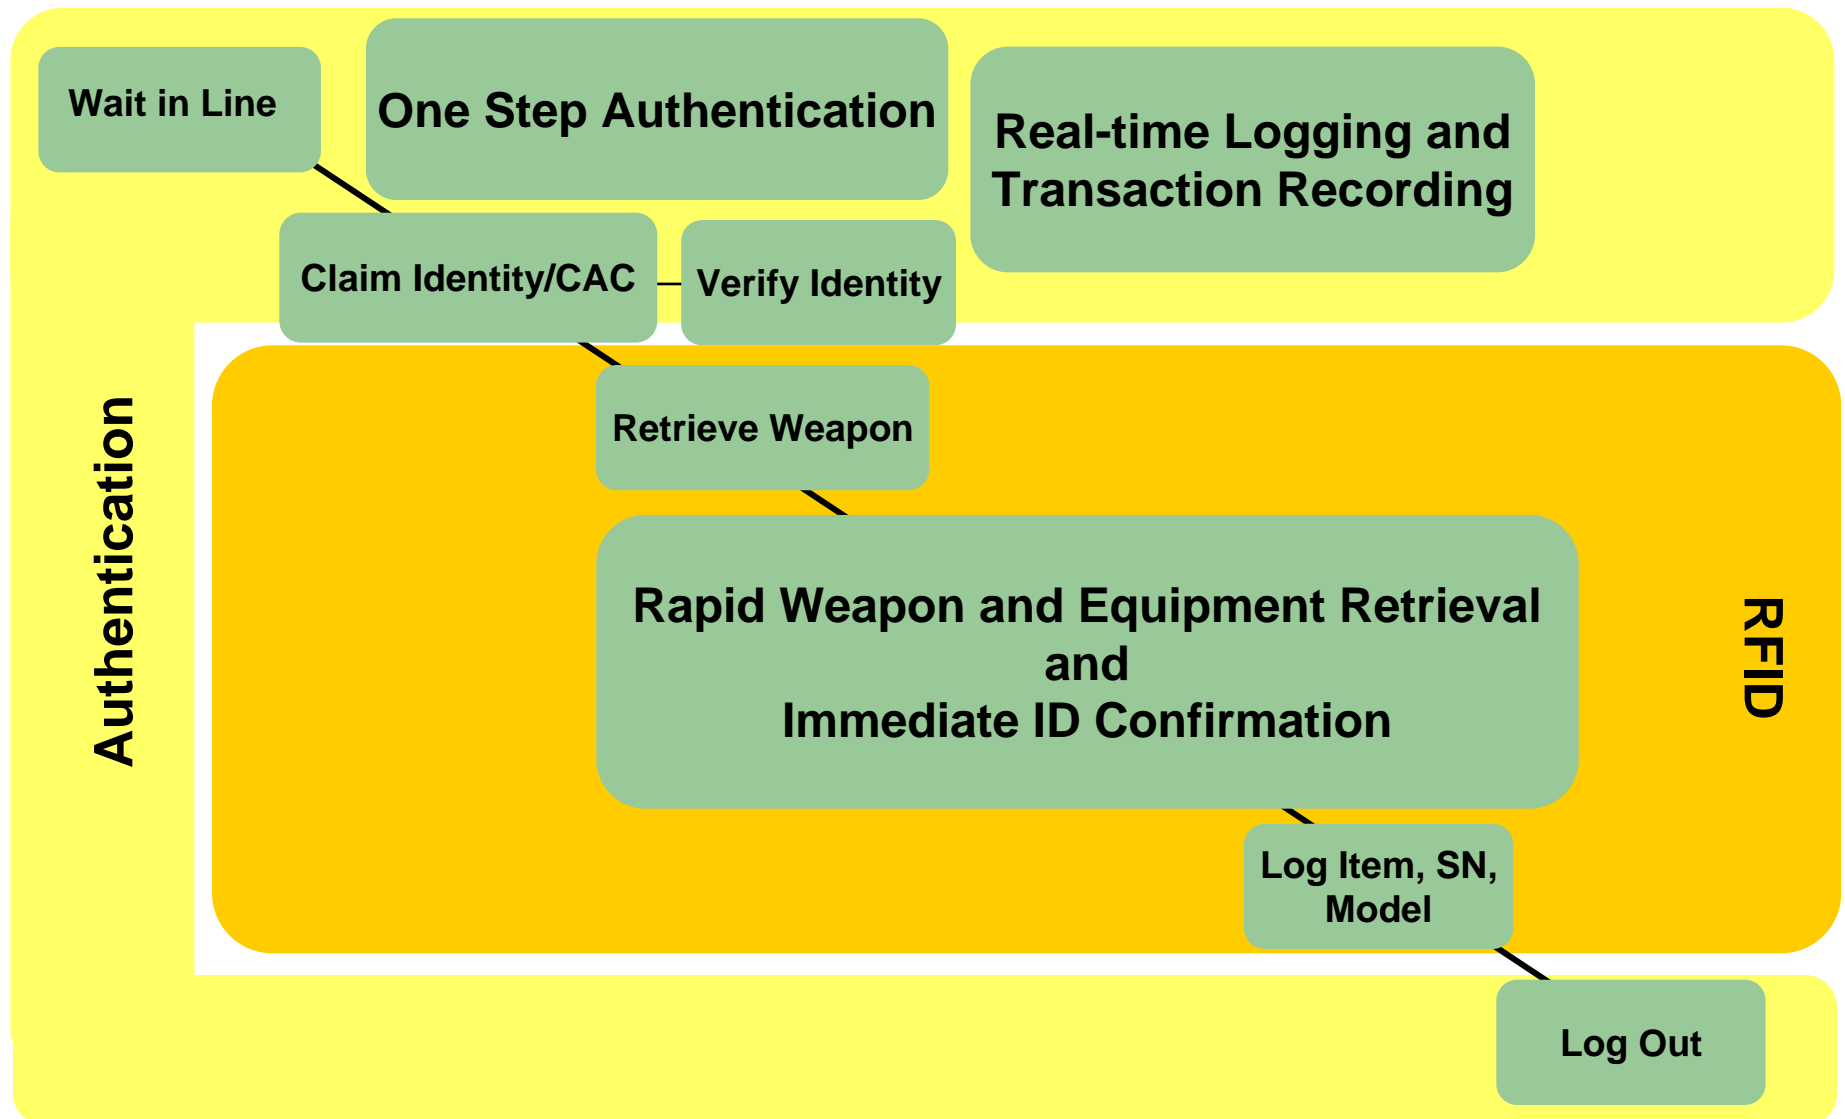 Wait in Line
One Step Authentication
Real-time Logging and
Transaction Recording
Claim Identity/CAC
Verify Identity
Retrieve Weapon
Authentication
Rapid Weapon and Equipment Retrieval
and
Immediate ID Confirmation
RFID
Log Item, SN,
Model
Log Out